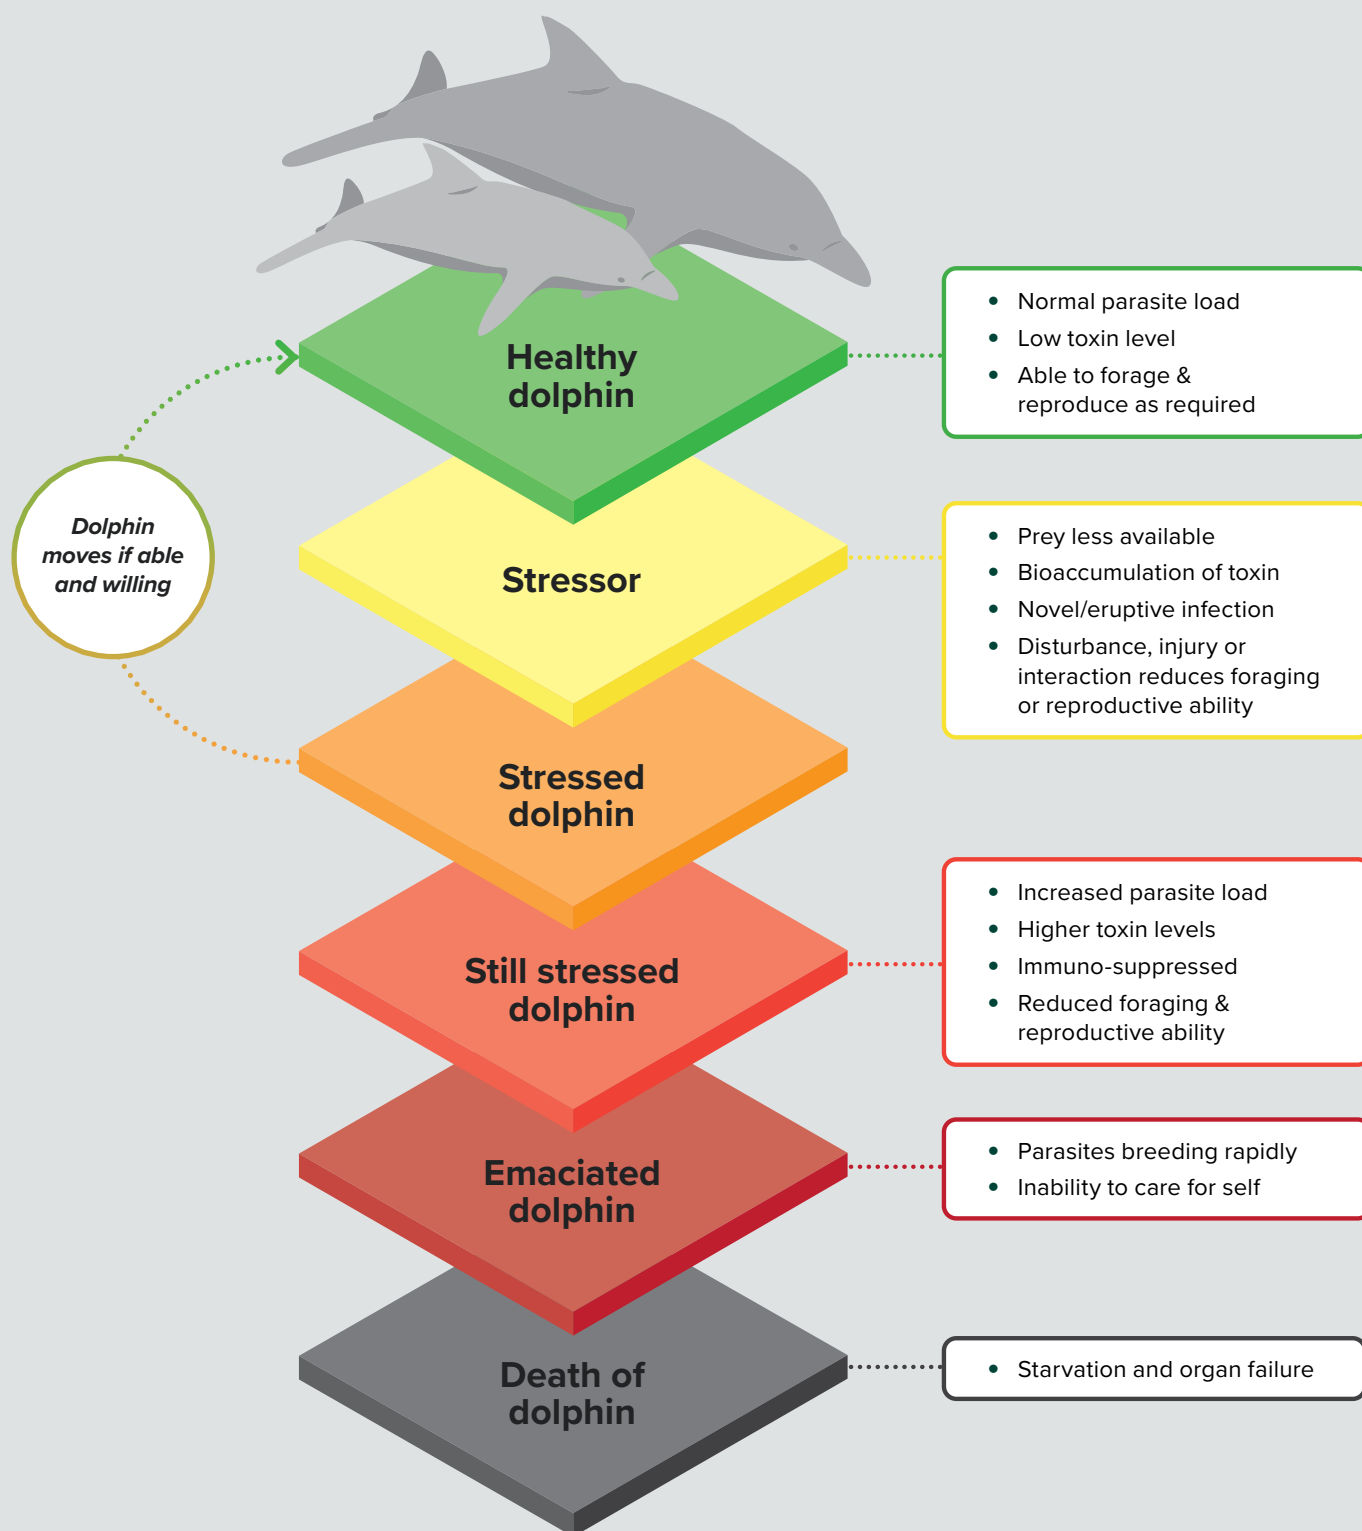 Healthy
dolphin
• Normal parasite load
• Low toxin level
• Able to forage &
reproduce as required
Dolphin
moves if able
and willing
Stressor
• Prey less available
• Bioaccumulation of toxin
• Novel/eruptive infection
• Disturbance, injury or
interaction reduces foraging
or reproductive ability
Stressed
dolphin
Still stressed
dolphin
• Increased parasite load
• Higher toxin levels
• Immuno-suppressed
• Reduced foraging &
reproductive ability
Emaciated
dolphin
• Parasites breeding rapidly
• Inability to care for self
Death of
dolphin
• Starvation and organ failure